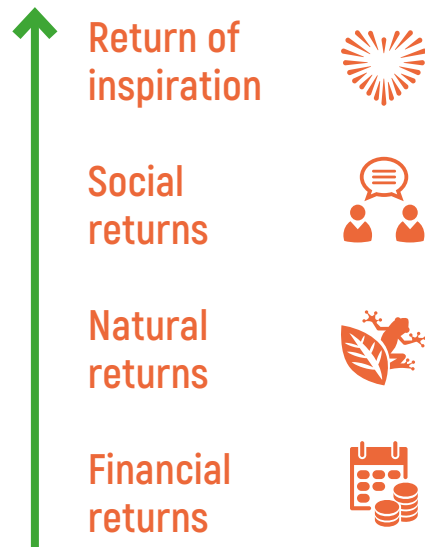 Return of
inspiration
Social
returns
Natural
returns
Financial
returns